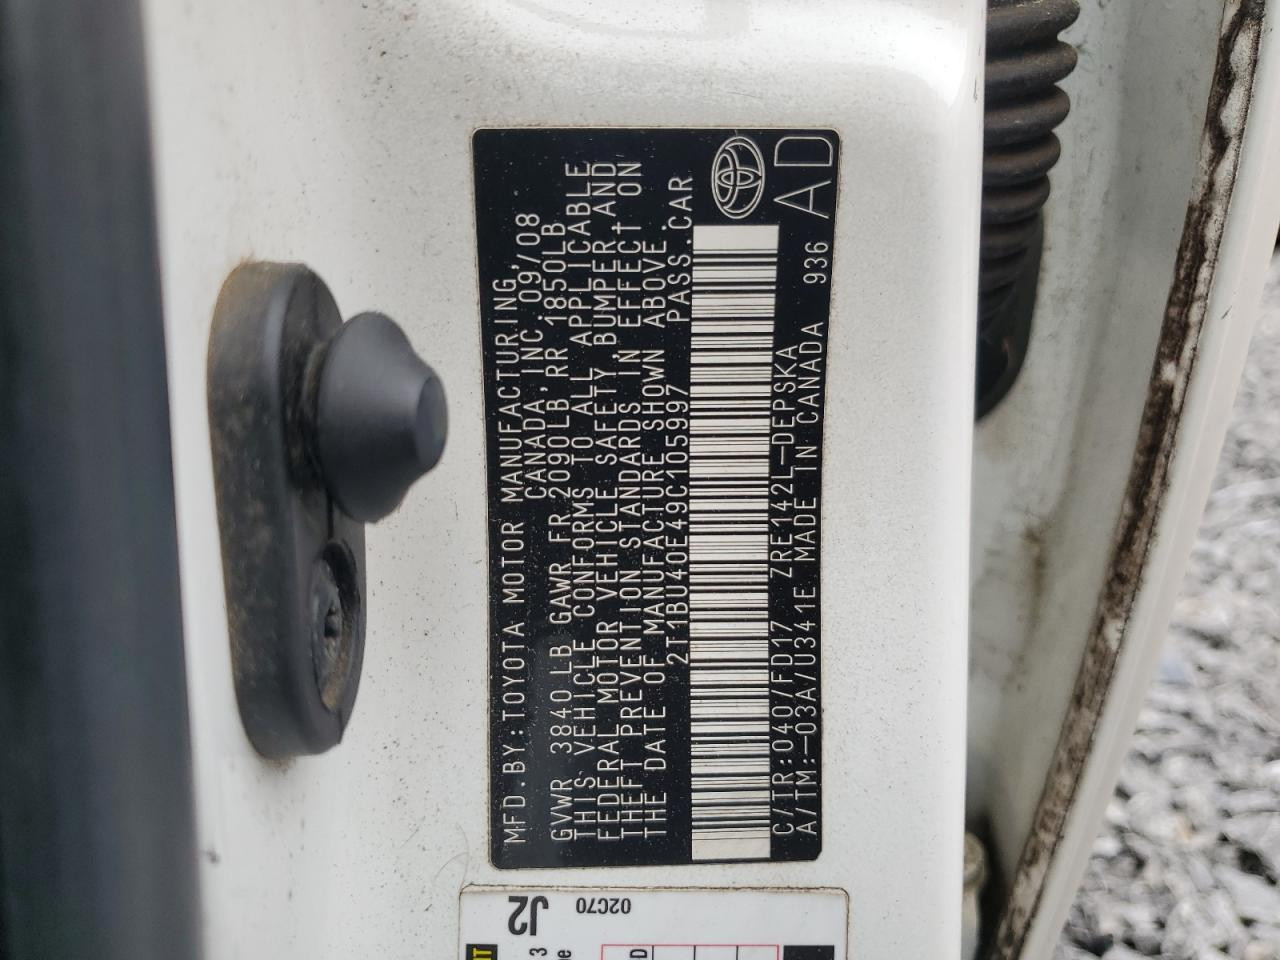 MFD.BY:TOYOTA MOTOR MANUFACTURING,
CANADA,INC. 09/08
GVWR 3840 LB GAWR FR 2090LB RR 1850LB
THIS VEHICLE CONFORMS TO ALL APPLICABLE
FEDERAL MOTOR VEHICLE SAFETY, BUMPER,AND
THEFT PREVENTION STANDARDS IN EFFECT ON
THE DATE OF MANUFACTURE SHOWN ABOVE.
2T1BU40E49C105997 PASS.CAR
C/TR:040/FD17 ZRE142L-DEPSKA
A/TM:-03A/U341E MADE IN CANADA 936
AD
J2
02C70
3